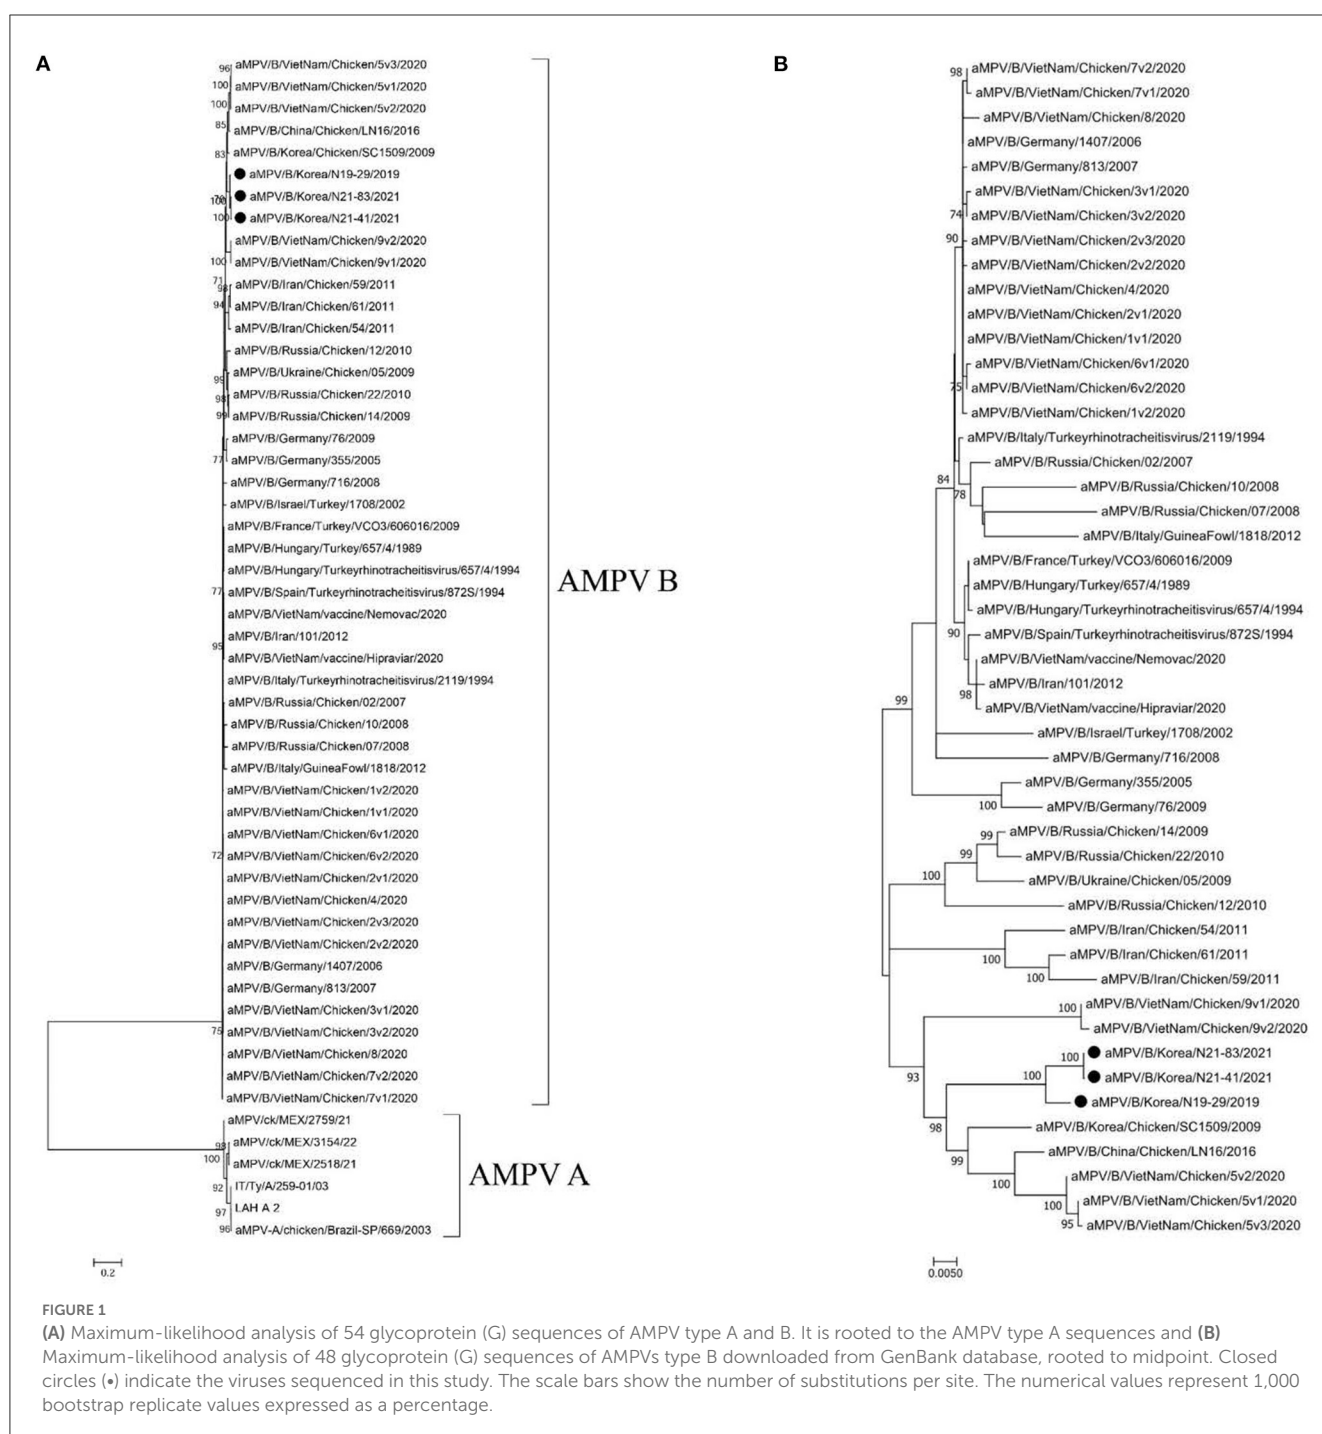 A
96
aMPV/B/VietNam/Chicken/5v3/2020
100
aMPV/B/VietNam/Chicken/5v1/2020
100
aMPV/B/VietNam/Chicken/5v2/2020
85
aMPV/B/China/Chicken/LN16/2016
83
aMPV/B/Korea/Chicken/SC1509/2009
aMPV/B/Korea/N19-29/2019
100
aMPV/B/Korea/N21-83/2021
100
aMPV/B/Korea/N21-41/2021
aMPV/B/VietNam/Chicken/9v2/2020
100
aMPV/B/VietNam/Chicken/9v1/2020
71
aMPV/B/Iran/Chicken/59/2011
94
aMPV/B/Iran/Chicken/61/2011
aMPV/B/Iran/Chicken/54/2011
aMPV/B/Russia/Chicken/12/2010
99
aMPV/B/Ukraine/Chicken/05/2009
98
aMPV/B/Russia/Chicken/22/2010
99
aMPV/B/Russia/Chicken/14/2009
aMPV/B/Germany/76/2009
77
aMPV/B/Germany/355/2005
aMPV/B/Germany/716/2008
aMPV/B/Israel/Turkey/1708/2002
aMPV/B/France/Turkey/VCO3/606016/2009
aMPV/B/Hungary/Turkey/657/4/1989
aMPV/B/Hungary/Turkeyrhinotracheitisvirus/657/4/1994
77
aMPV/B/Spain/Turkeyrhinotracheitisvirus/872S/1994
aMPV/B/VietNam/vaccine/Nemovac/2020
aMPV/B/Iran/101/2012
95
aMPV/B/VietNam/vaccine/Hipraviar/2020
aMPV/B/Italy/Turkeyrhinotracheitisvirus/2119/1994
aMPV/B/Russia/Chicken/02/2007
aMPV/B/Russia/Chicken/10/2008
aMPV/B/Russia/Chicken/07/2008
aMPV/B/Italy/GuineaFowl/1818/2012
aMPV/B/VietNam/Chicken/1v2/2020
aMPV/B/VietNam/Chicken/1v1/2020
aMPV/B/VietNam/Chicken/6v1/2020
72
aMPV/B/VietNam/Chicken/6v2/2020
aMPV/B/VietNam/Chicken/2v1/2020
aMPV/B/VietNam/Chicken/4/2020
aMPV/B/VietNam/Chicken/2v3/2020
aMPV/B/VietNam/Chicken/2v2/2020
aMPV/B/Germany/1407/2006
aMPV/B/Germany/813/2007
aMPV/B/VietNam/Chicken/3v1/2020
75
aMPV/B/VietNam/Chicken/3v2/2020
aMPV/B/VietNam/Chicken/8/2020
aMPV/B/VietNam/Chicken/7v2/2020
aMPV/B/VietNam/Chicken/7v1/2020
AMPV B
aMPV/ck/MEX/2759/21
98
aMPV/ck/MEX/3154/22
100
aMPV/ck/MEX/2518/21
92
IT/Ty/A/259-01/03
97
LAH A 2
96
aMPV-A/chicken/Brazil-SP/669/2003
AMPV A
0.2
B
98
aMPV/B/VietNam/Chicken/7v2/2020
aMPV/B/VietNam/Chicken/7v1/2020
aMPV/B/VietNam/Chicken/8/2020
aMPV/B/Germany/1407/2006
aMPV/B/Germany/813/2007
aMPV/B/VietNam/Chicken/3v1/2020
74
aMPV/B/VietNam/Chicken/3v2/2020
90
aMPV/B/VietNam/Chicken/2v3/2020
aMPV/B/VietNam/Chicken/2v2/2020
aMPV/B/VietNam/Chicken/4/2020
aMPV/B/VietNam/Chicken/2v1/2020
aMPV/B/VietNam/Chicken/1v1/2020
aMPV/B/VietNam/Chicken/6v1/2020
75
aMPV/B/VietNam/Chicken/6v2/2020
aMPV/B/VietNam/Chicken/1v2/2020
aMPV/B/Italy/Turkeyrhinotracheitisvirus/2119/1994
aMPV/B/Russia/Chicken/02/2007
84
78
aMPV/B/Russia/Chicken/10/2008
aMPV/B/Russia/Chicken/07/2008
aMPV/B/Italy/GuineaFowl/1818/2012
aMPV/B/France/Turkey/VCO3/606016/2009
aMPV/B/Hungary/Turkey/657/4/1989
aMPV/B/Hungary/Turkeyrhinotracheitisvirus/657/4/1994
90
aMPV/B/Spain/Turkeyrhinotracheitisvirus/872S/1994
aMPV/B/VietNam/vaccine/Nemovac/2020
aMPV/B/Iran/101/2012
98
aMPV/B/VietNam/vaccine/Hipraviar/2020
99
aMPV/B/Israel/Turkey/1708/2002
aMPV/B/Germany/716/2008
aMPV/B/Germany/355/2005
100
aMPV/B/Germany/76/2009
99
aMPV/B/Russia/Chicken/14/2009
99
aMPV/B/Russia/Chicken/22/2010
100
aMPV/B/Ukraine/Chicken/05/2009
aMPV/B/Russia/Chicken/12/2010
aMPV/B/Iran/Chicken/54/2011
100
aMPV/B/Iran/Chicken/61/2011
100
aMPV/B/Iran/Chicken/59/2011
100
aMPV/B/VietNam/Chicken/9v1/2020
aMPV/B/VietNam/Chicken/9v2/2020
93
100
aMPV/B/Korea/N21-83/2021
100
aMPV/B/Korea/N21-41/2021
aMPV/B/Korea/N19-29/2019
98
aMPV/B/Korea/Chicken/SC1509/2009
99
aMPV/B/China/Chicken/LN16/2016
100
aMPV/B/VietNam/Chicken/5v2/2020
100
aMPV/B/VietNam/Chicken/5v1/2020
95
aMPV/B/VietNam/Chicken/5v3/2020
0.0050
FIGURE 1
(A) Maximum-likelihood analysis of 54 glycoprotein (G) sequences of AMPV type A and B. It is rooted to the AMPV type A sequences and (B)
Maximum-likelihood analysis of 48 glycoprotein (G) sequences of AMPVs type B downloaded from GenBank database, rooted to midpoint. Closed
circles (•) indicate the viruses sequenced in this study. The scale bars show the number of substitutions per site. The numerical values represent 1,000
bootstrap replicate values expressed as a percentage.